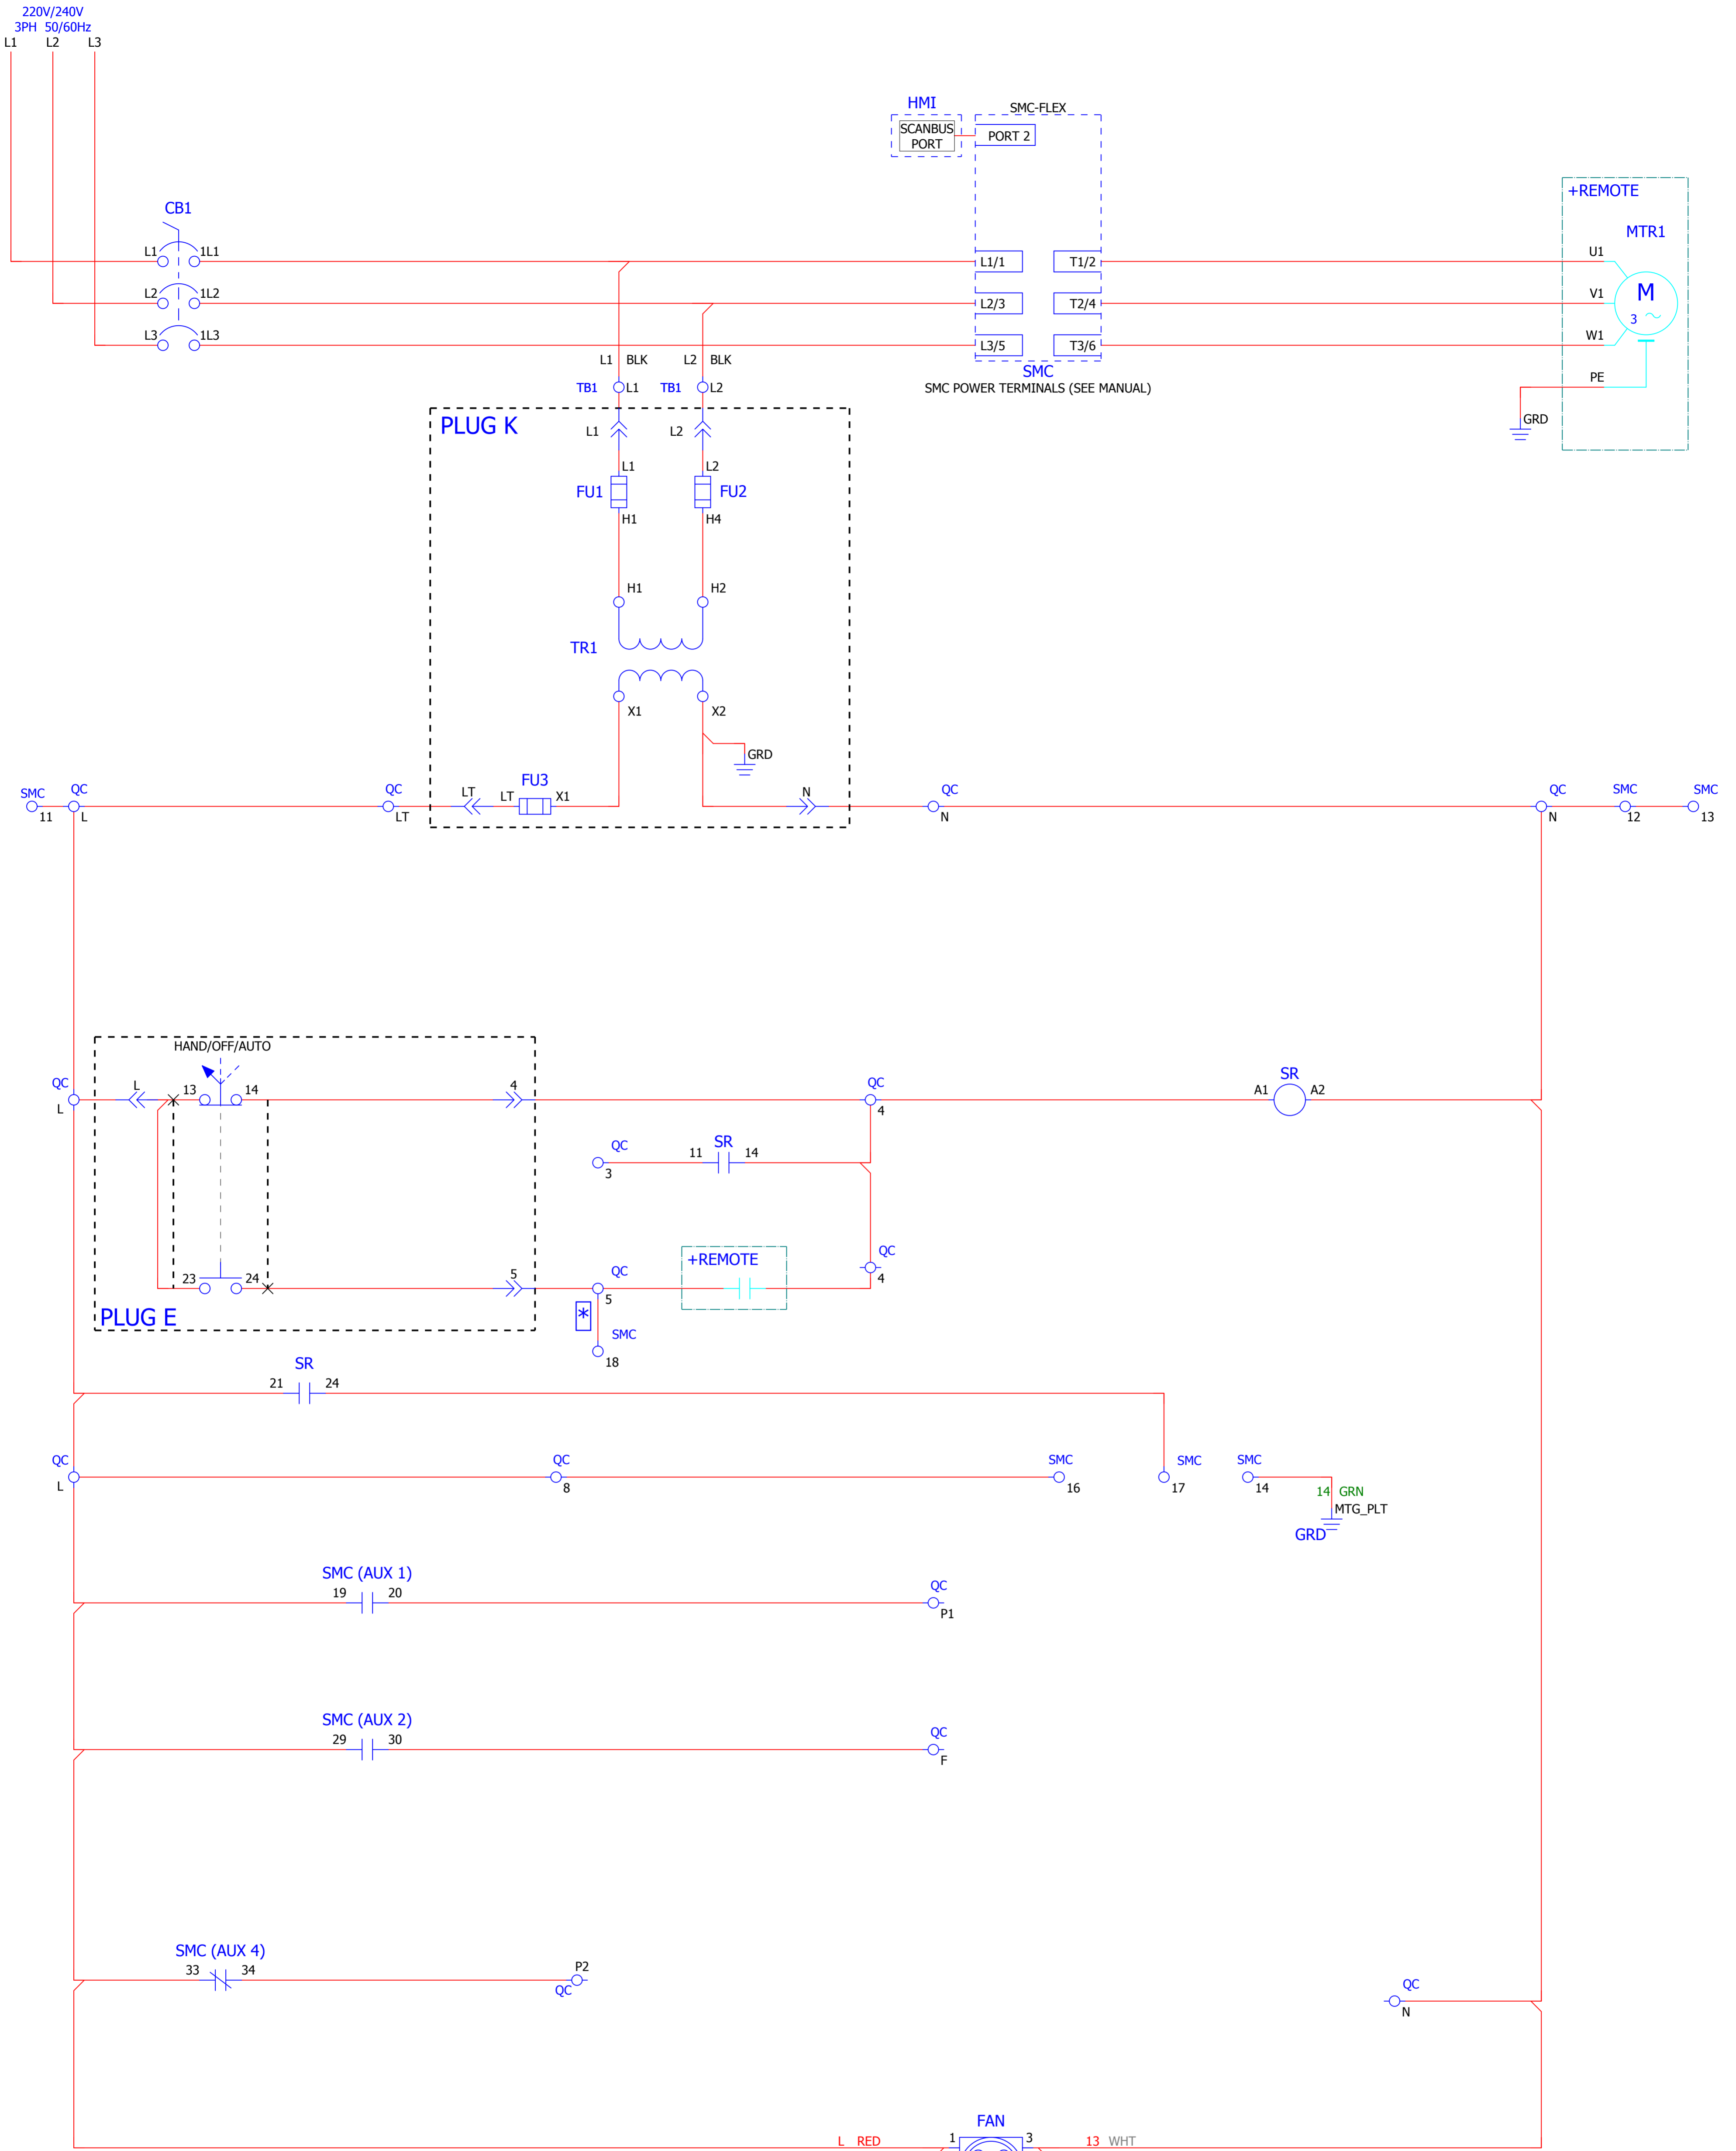 220V/240V
3PH 50/60Hz
L1 L2 L3
HMI
SMC-FLEX
SCANBUS
PORT
PORT 2
+REMOTE
CB1
MTR1
L1 1L1
L1/1 T1/2
U1
L2 1L2
L2/3 T2/4
V1
M
3
L3 1L3
L3/5 T3/6
W1
L1 BLK L2 BLK
SMC
PE
TB1 L1 TB1 L2
SMC POWER TERMINALS (SEE MANUAL)
PLUG K
L1 L2
GRD
L1 L2
FU1 FU2
H1 H4
H1 H2
TR1
X1 X2
GRD
FU3
SMC QC QC
LT LT X1
N
QC QC SMC SMC
11 L LT
N N 12 13
HAND/OFF/AUTO
QC
L 13 14 4
QC
SR
A1 A2
L
4
QC
SR
11 14
3
+REMOTE
QC
23 24 5
QC
4
5
PLUG E
*
SMC
18
SR
21 24
QC QC SMC SMC SMC
L 8 16 17 14
14 GRN
MTG_PLT
GRD
SMC (AUX 1)
19 20
QC
P1
SMC (AUX 2)
29 30
QC
F
SMC (AUX 4)
33 34
P2
QC
QC
N
FAN
L RED 1 3 13 WHT